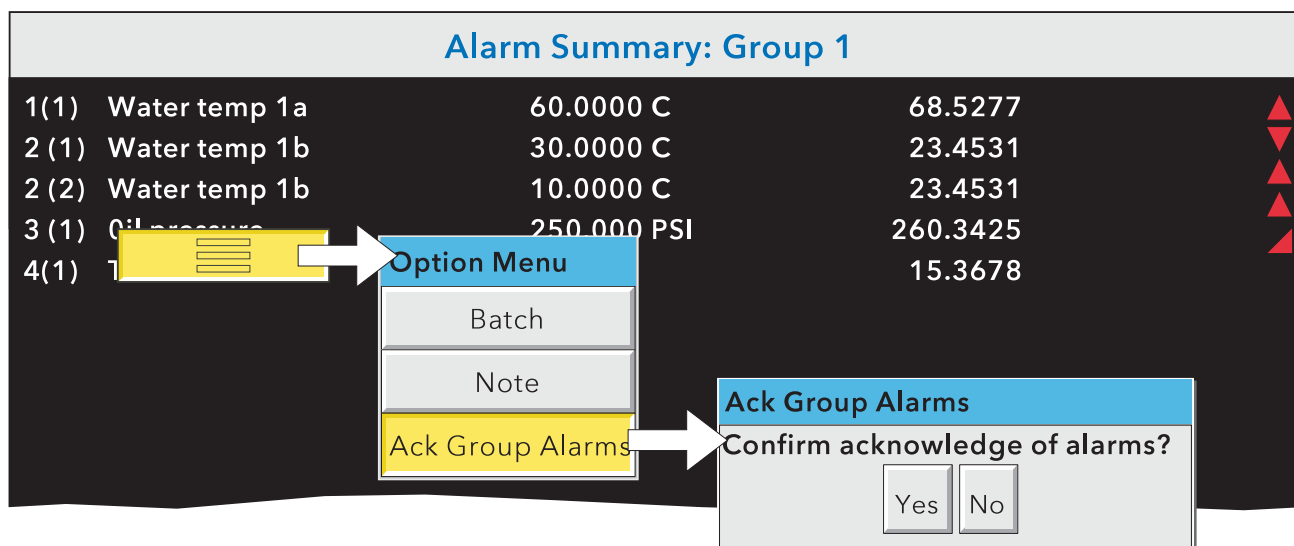 Alarm Summary: Group 1
1(1) Water temp 1a 60.0000 C 68.5277
2 (1) Water temp 1b 30.0000 C 23.4531
2 (2) Water temp 1b 10.0000 C 23.4531
3 (1) 0il pressure 250.000 PSI 260.3425
4(1) 15.3678
Option Menu
Batch
Note
Ack Group Alarms
Ack Group Alarms
Confirm acknowledge of alarms?
Yes No